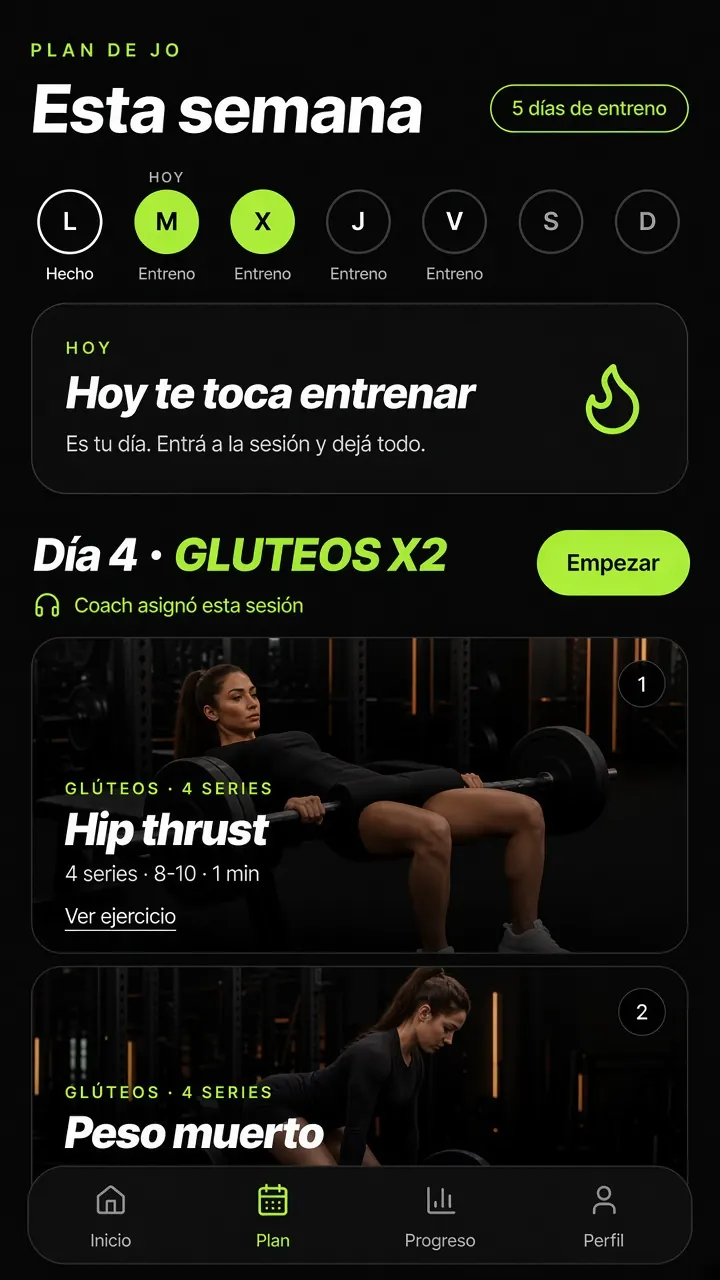 PLAN DE JO
Esta semana
5 días de entreno
HOY
L M X J V S D
Hecho Entreno Entreno Entreno Entreno
HOY
Hoy te toca entrenar
Es tu día. Entrá a la sesión y dejá todo.
Día 4 · GLUTEOS X2
Empezar
Coach asignó esta sesión
1
GLÚTEOS · 4 SERIES
Hip thrust
4 series · 8-10 · 1 min
Ver ejercicio
2
GLÚTEOS · 4 SERIES
Peso muerto
Inicio Plan Progreso Perfil